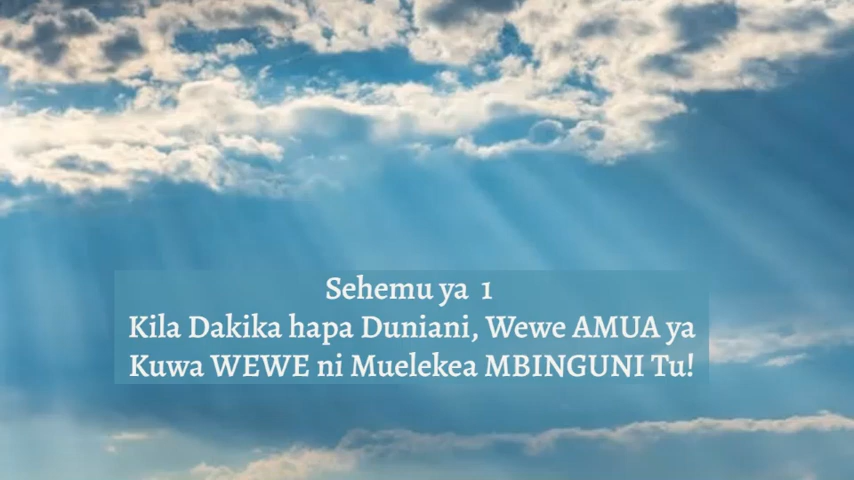 Sehemu ya 1
Kila Dakika hapa Duniani, Wewe AMUA ya
Kuwa WEWE ni Muelekea MBINGUNI Tu!